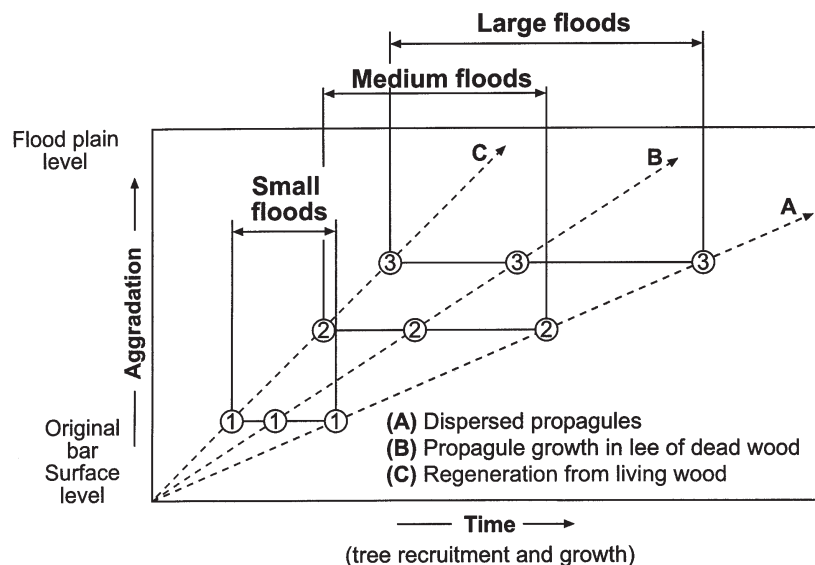 Large floods
Medium floods
Flood plain
level
C
B
Small
floods
A
Aggradation
3 3 3
2 2 2
1 1 1
Original
bar
Surface
level
(A) Dispersed propagules
(B) Propagule growth in lee of dead wood
(C) Regeneration from living wood
Time
(tree recruitment and growth)